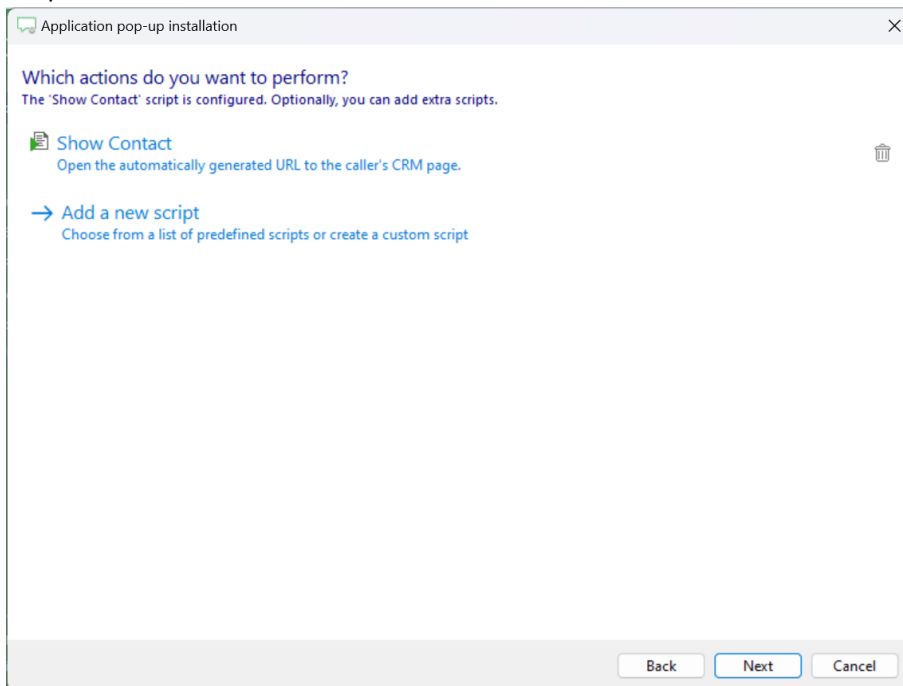 Application pop-up installation
Which actions do you want to perform?
The 'Show Contact' script is configured. Optionally, you can add extra scripts.
Show Contact
Open the automatically generated URL to the caller's CRM page.
Add a new script
Choose from a list of predefined scripts or create a custom script
Back Next Cancel